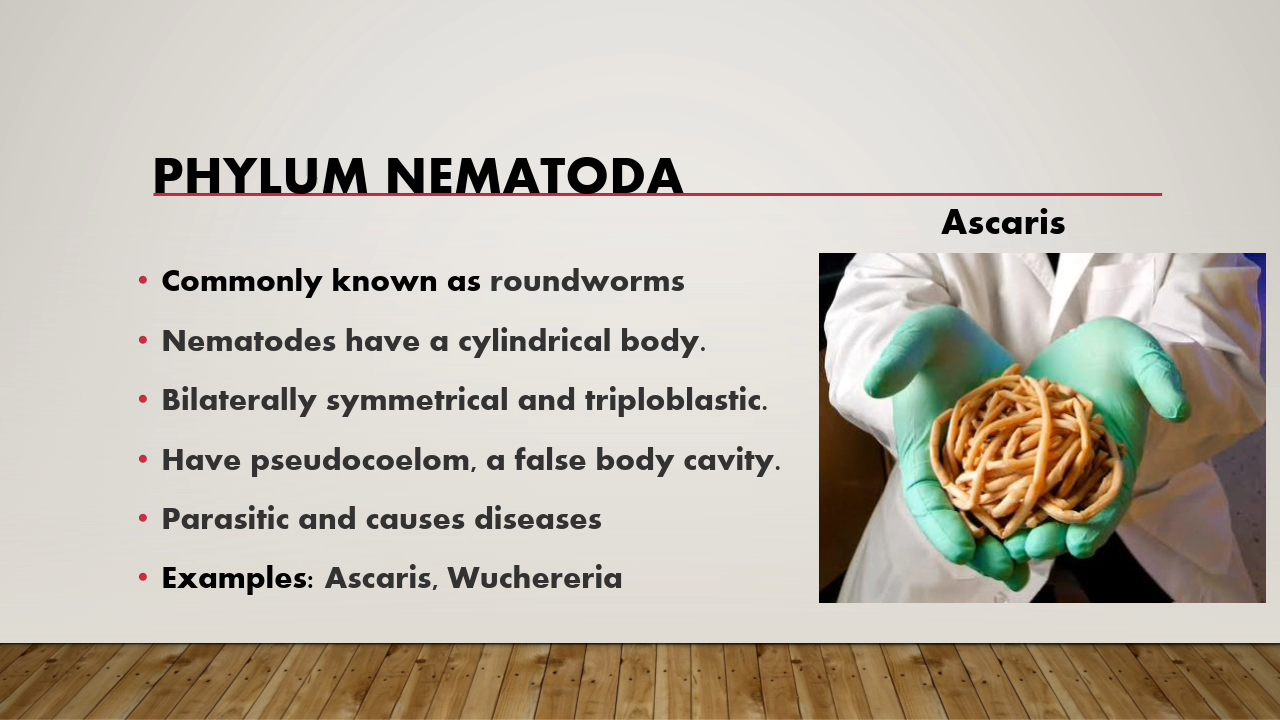 PHYLUM NEMATODA
Ascaris
• Commonly known as roundworms
• Nematodes have a cylindrical body.
• Bilaterally symmetrical and triploblastic.
• Have pseudocoelom, a false body cavity.
• Parasitic and causes diseases
• Examples: Ascaris, Wuchereria